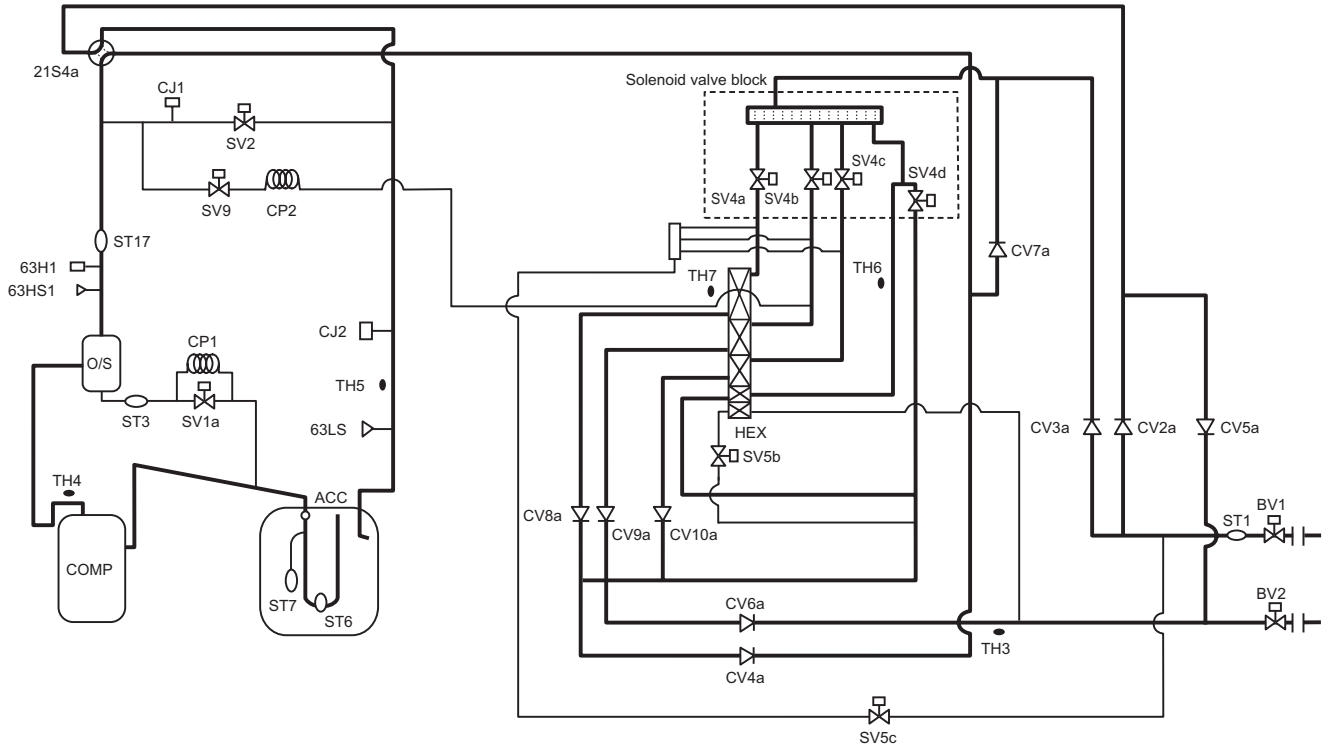 21S4a
CJ1
SV2
SV9
CP2
Solenoid valve block
SV4a
SV4b
SV4c
SV4d
ST17
63H1
63HS1
TH7
TH6
CV7a
O/S
CP1
CJ2
TH5
ST3
SV1a
63LS
HEX
SV5b
CV3a
CV2a
CV5a
TH4
ACC
CV8a
CV9a
CV10a
ST1
BV1
COMP
ST7
ST6
CV6a
BV2
TH3
CV4a
SV5c